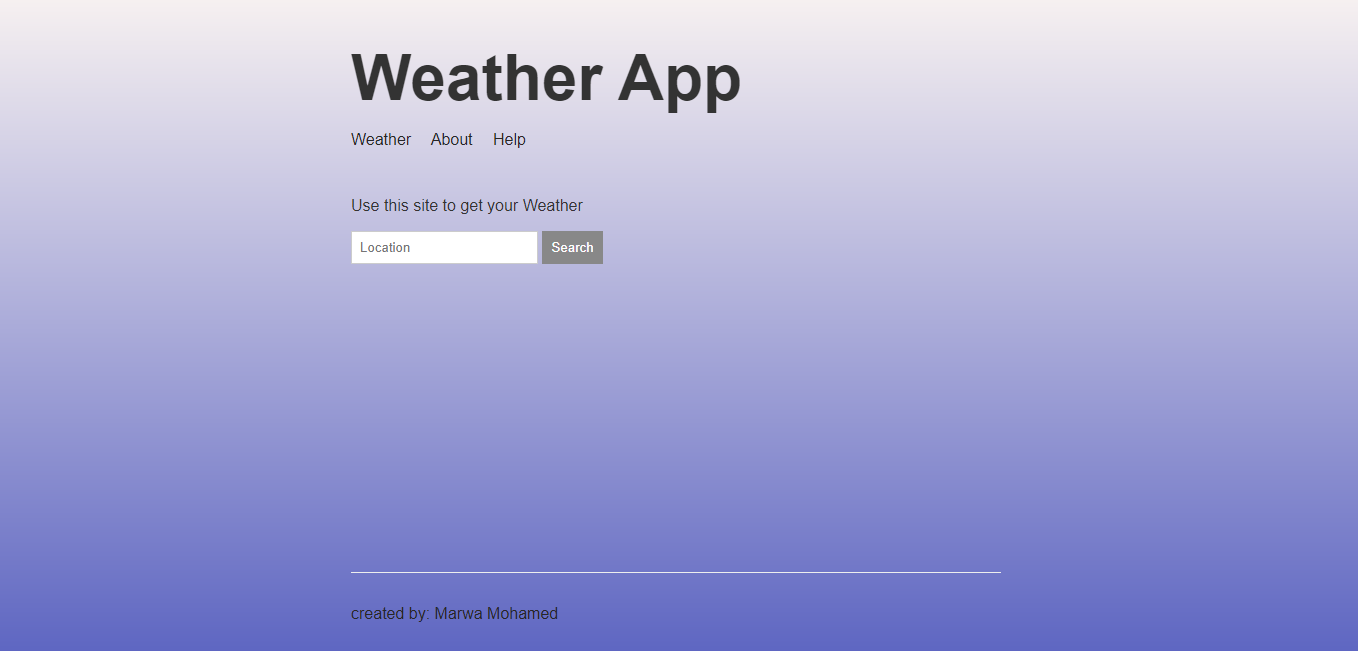 Weather App
Weather About Help
Use this site to get your Weather
Location Search
created by: Marwa Mohamed